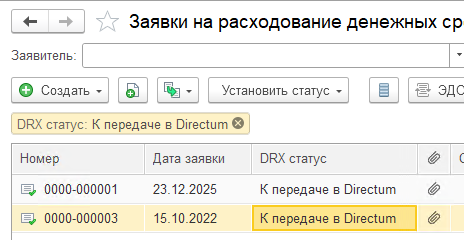 Заявки на расходование денежных ср
Заявитель:
Создать Установить статус ЭДО
DRX статус: К передаче в Directum
Номер Дата заявки DRX статус
0000-000001 23.12.2025 К передаче в Directum
0000-000003 15.10.2022 К передаче в Directum